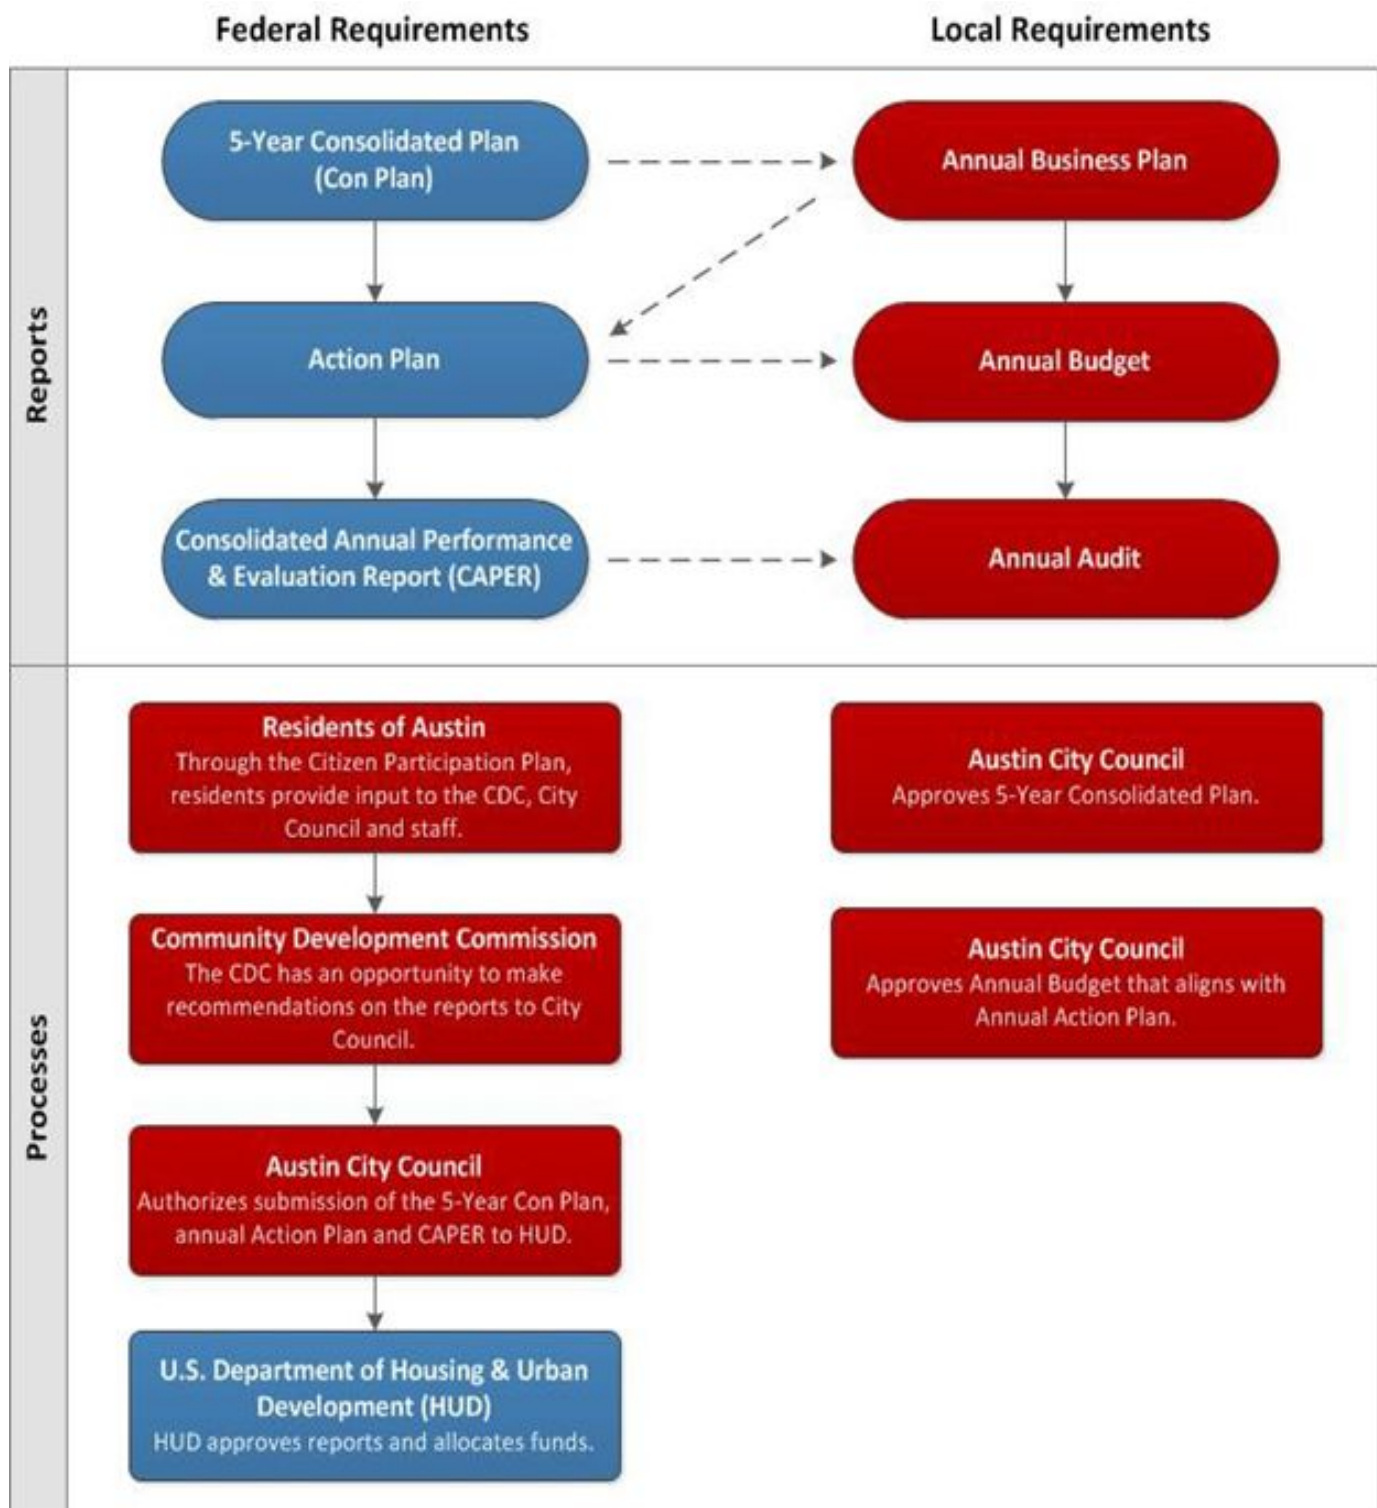 Federal Requirements
Local Requirements
Reports
5-Year Consolidated Plan
(Con Plan)
Annual Business Plan
Action Plan
Annual Budget
Consolidated Annual Performance
& Evaluation Report (CAPER)
Annual Audit
Processes
Residents of Austin
Through the Citizen Participation Plan,
residents provide input to the CDC, City
Council and staff.
Community Development Commission
The CDC has an opportunity to make
recommendations on the reports to City
Council.
Austin City Council
Authorizes submission of the 5-Year Con Plan,
annual Action Plan and CAPER to HUD.
U.S. Department of Housing & Urban
Development (HUD)
HUD approves reports and allocates funds.
Austin City Council
Approves 5-Year Consolidated Plan.
Austin City Council
Approves Annual Budget that aligns with
Annual Action Plan.